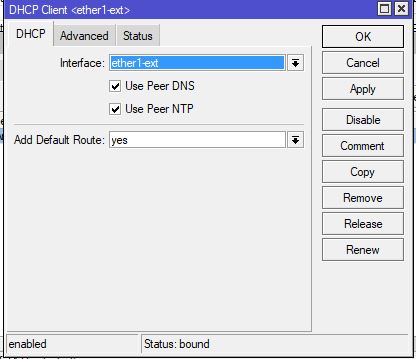 DHCP Client <ether1-ext>
DHCP Advanced Status
Interface: ether1-ext
Use Peer DNS
Use Peer NTP
Add Default Route: yes
OK
Cancel
Apply
Disable
Comment
Copy
Remove
Release
Renew
enabled Status: bound